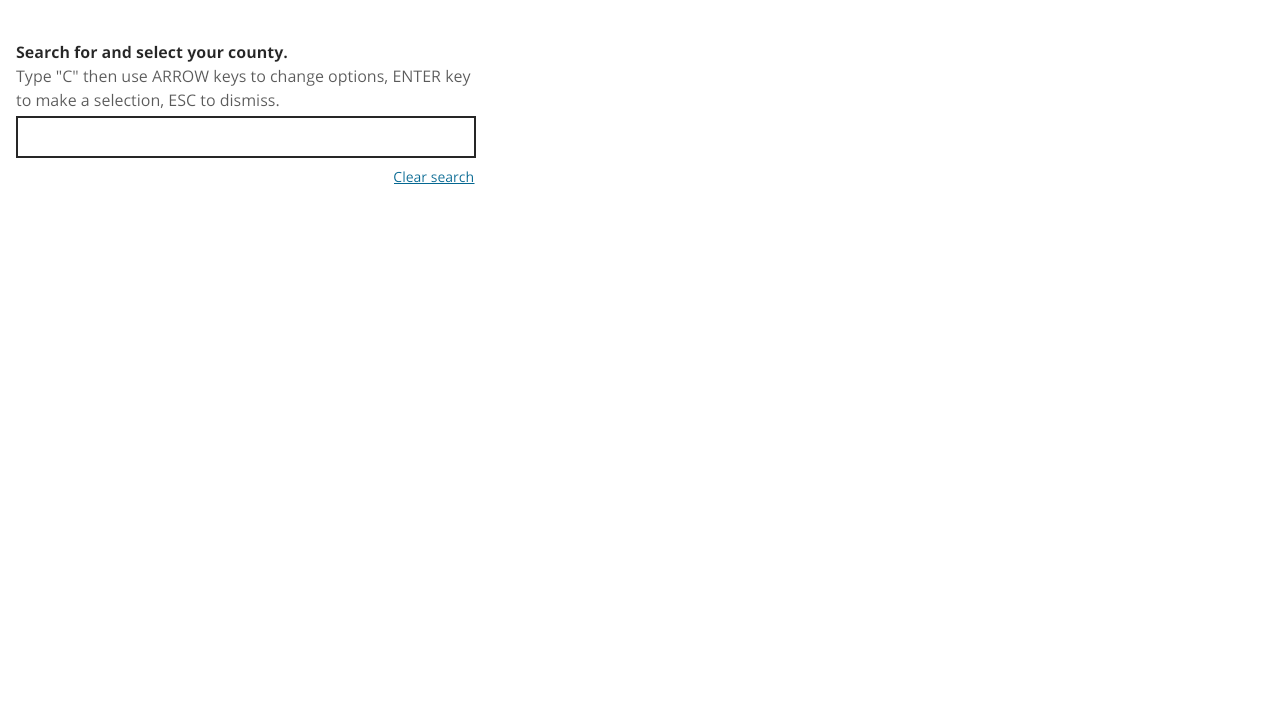 Search for and select your county.
Type "C" then use ARROW keys to change options, ENTER key
to make a selection, ESC to dismiss.
Clear search